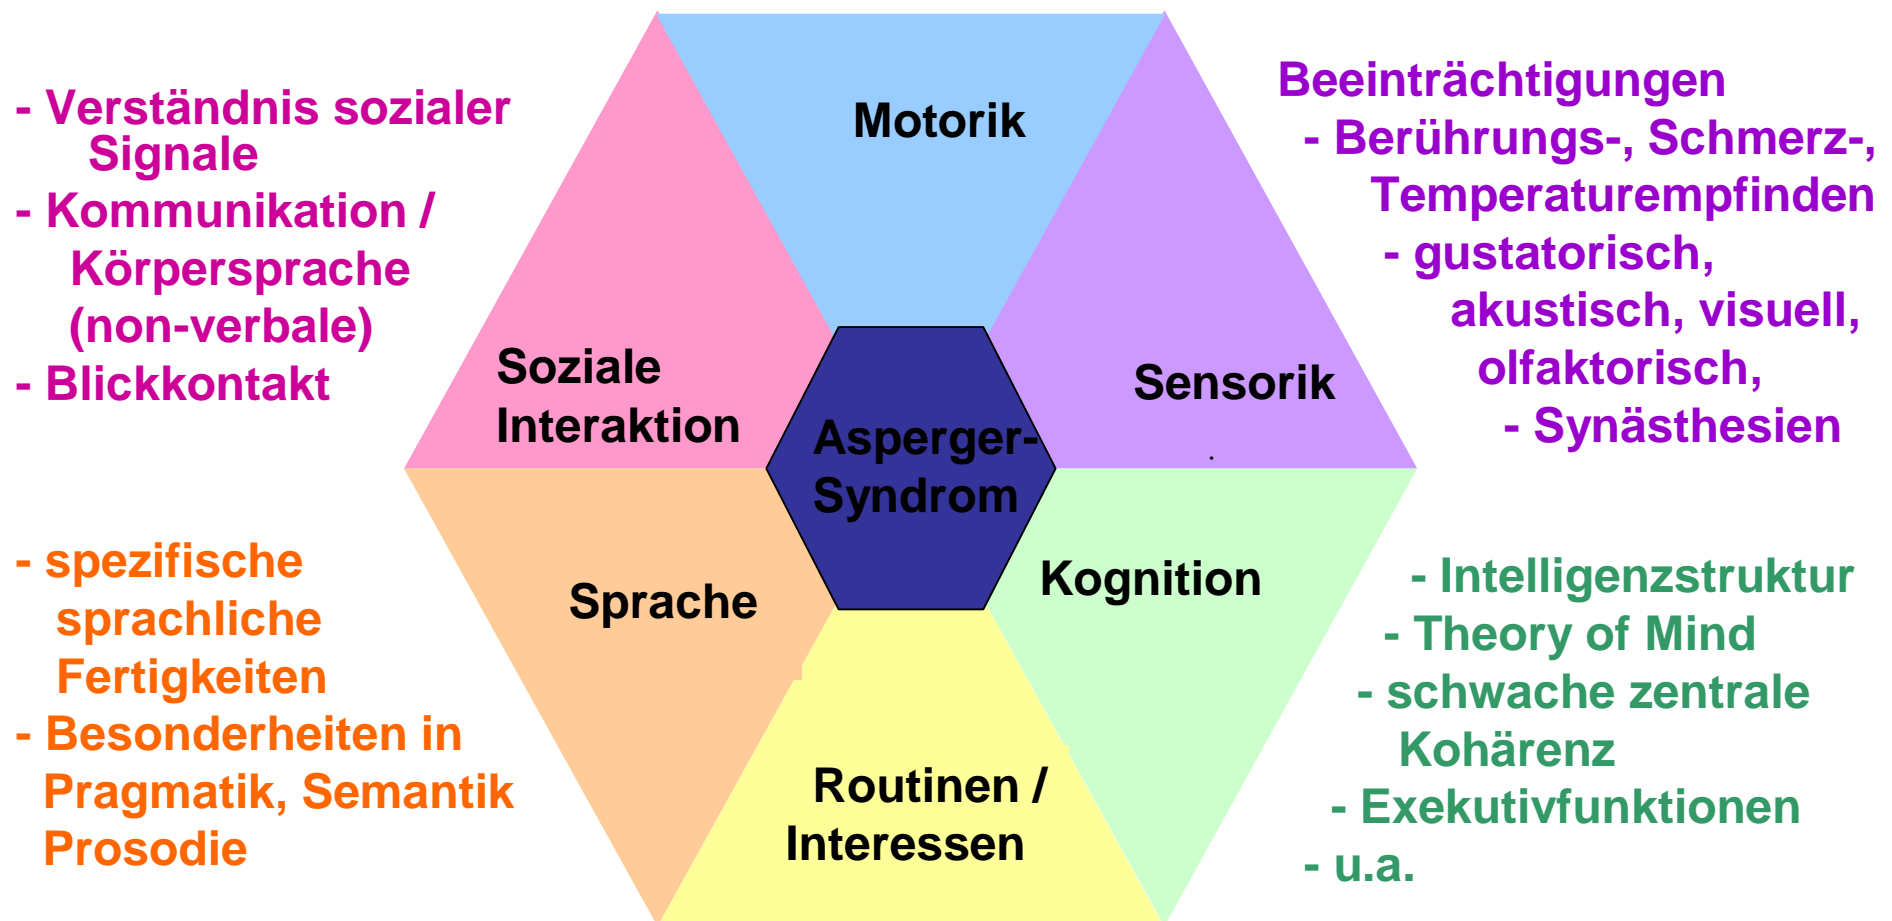 - Verständnis sozialer
Signale
- Kommunikation /
Körpersprache
(non-verbale)
- Blickkontakt
Motorik
Beeinträchtigungen
- Berührungs-, Schmerz-,
Temperaturempfinden
- gustatorisch,
akustisch, visuell,
olfaktorisch,
- Synästhesien
Soziale
Interaktion
Asperger-
Syndrom
Sensorik
.
- spezifische
sprachliche
Fertigkeiten
- Besonderheiten in
Pragmatik, Semantik
Prosodie
Sprache
Kognition
- Intelligenzstruktur
- Theory of Mind
- schwache zentrale
Kohärenz
- Exekutivfunktionen
- u.a.
Routinen /
Interessen